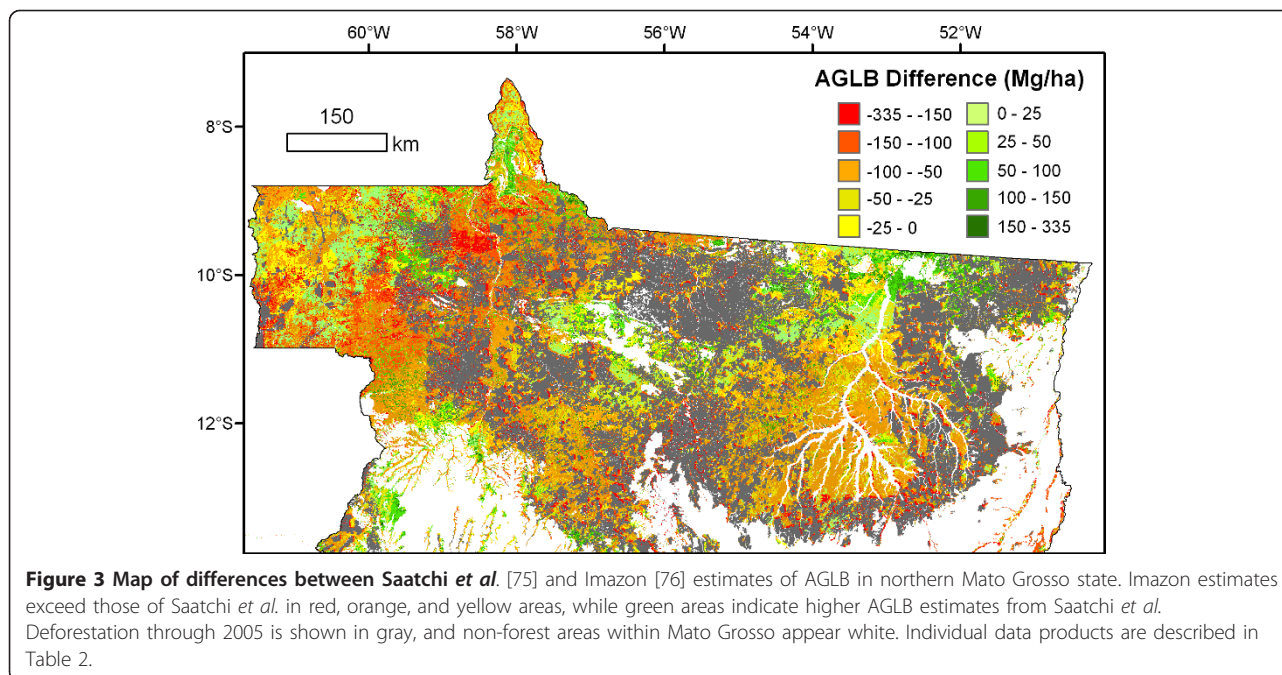 60°W 58°W 56°W 54°W 52°W
AGLB Difference (Mg/ha)
150
km
-335 - -150 0 - 25
-150 - -100 25 - 50
-100 - -50 50 - 100
-50 - -25 100 - 150
-25 - 0 150 - 335
8°S
10°S
12°S
Figure 3 Map of differences between Saatchi et al. [75] and Imazon [76] estimates of AGLB in northern Mato Grosso state. Imazon estimates
exceed those of Saatchi et al. in red, orange, and yellow areas, while green areas indicate higher AGLB estimates from Saatchi et al.
Deforestation through 2005 is shown in gray, and non-forest areas within Mato Grosso appear white. Individual data products are described in
Table 2.